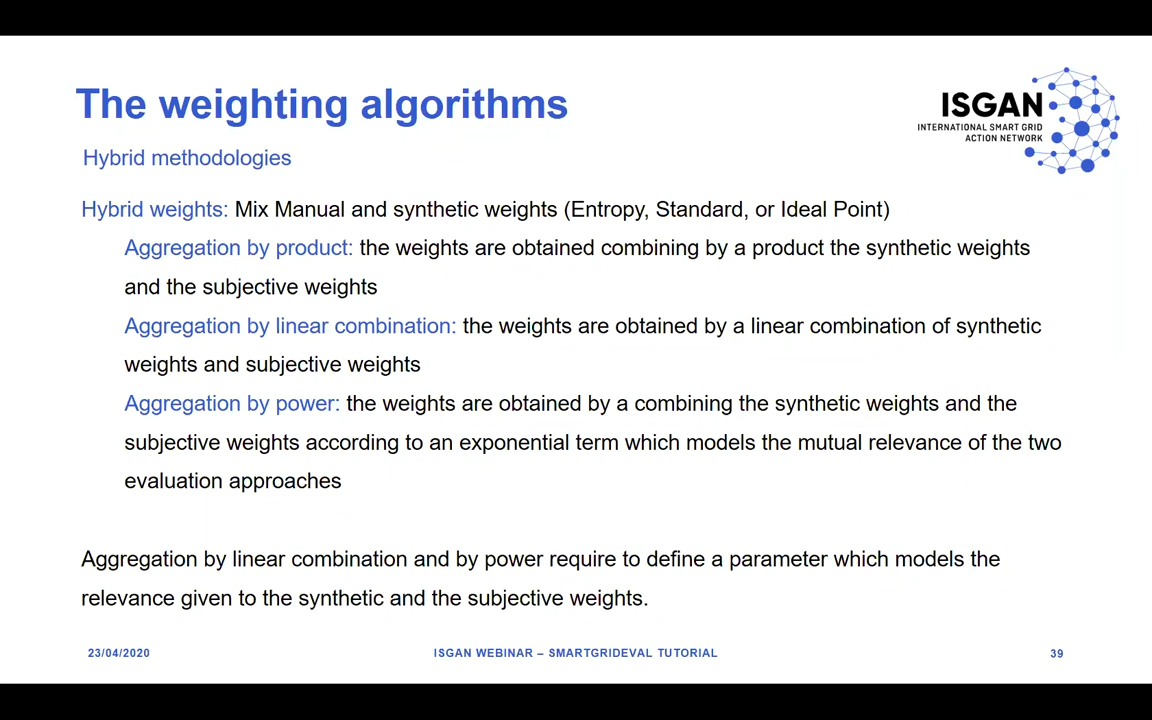 The weighting algorithms
ISGAN
INTERNATIONAL SMART GRID
ACTION NETWORK
Hybrid methodologies
Hybrid weights: Mix Manual and synthetic weights (Entropy, Standard, or Ideal Point)
Aggregation by product: the weights are obtained combining by a product the synthetic weights
and the subjective weights
Aggregation by linear combination: the weights are obtained by a linear combination of synthetic
weights and subjective weights
Aggregation by power: the weights are obtained by a combining the synthetic weights and the
subjective weights according to an exponential term which models the mutual relevance of the two
evaluation approaches
Aggregation by linear combination and by power require to define a parameter which models the
relevance given to the synthetic and the subjective weights.
23/04/2020
ISGAN WEBINAR – SMARTGRIDEVAL TUTORIAL
39